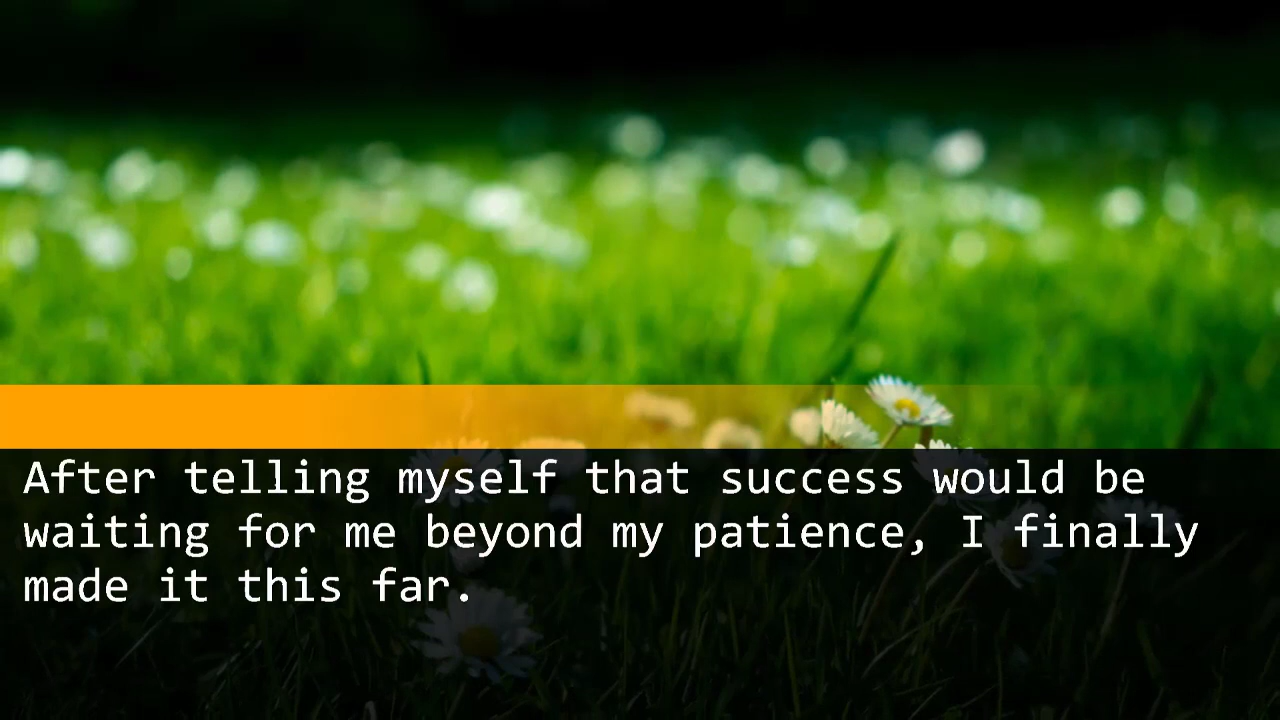 After telling myself that success would be
waiting for me beyond my patience, I finally
made it this far.